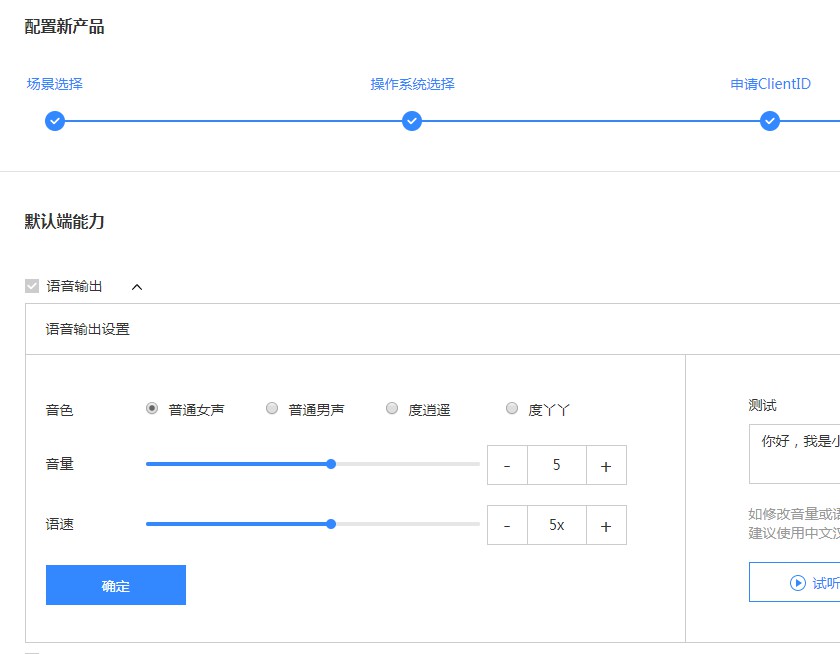 配置新产品
场景选择 操作系统选择 申请ClientID
默认端能力
语音输出
语音输出设置
音色 普通女声 普通男声 度逍遥 度丫丫
音量 - 5 +
语速 - 5x +
确定
测试
你好，我是小
如修改音量或语
建议使用中文汉
试听